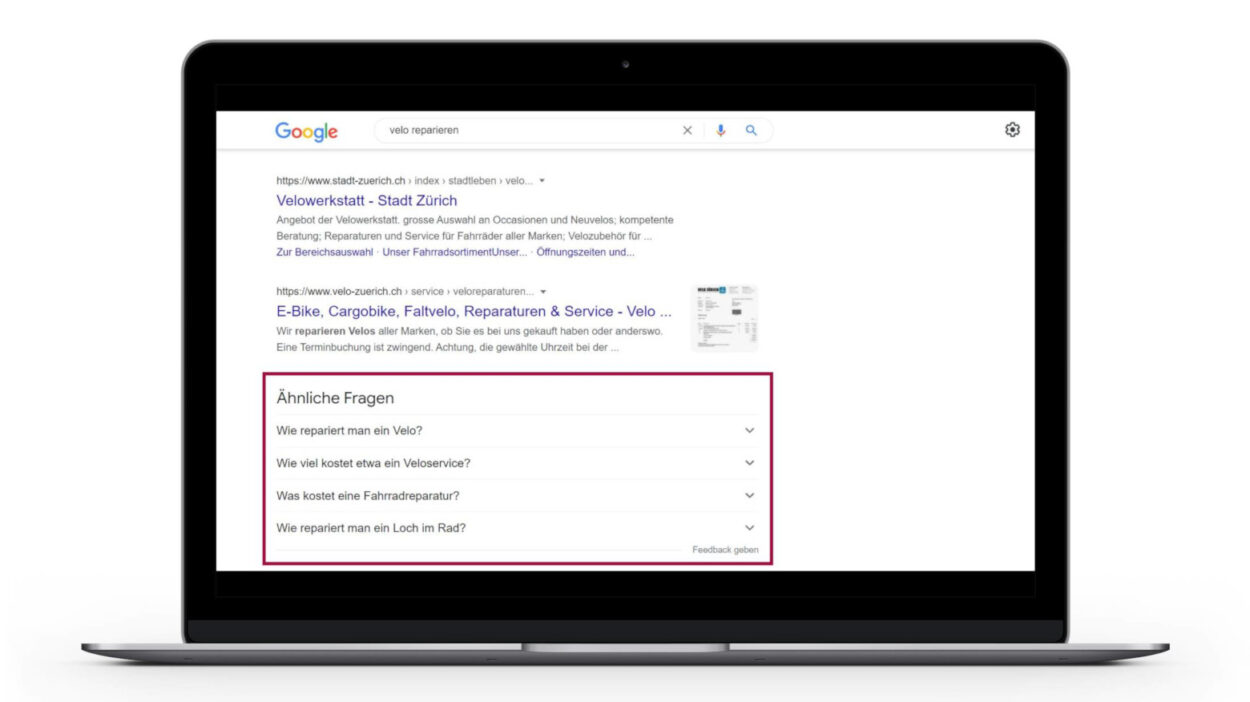 Google
velo reparieren
https://www.stadt-zuerich.ch › index › stadtleben › velo...
Velowerkstatt - Stadt Zürich
Angebot der Velowerkstatt. grosse Auswahl an Occasionen und Neuvelos; kompetente
Beratung; Reparaturen und Service für Fahrräder aller Marken; Velozubehör für ...
Zur Bereichsauswahl · Unser FahrradsortimentUnser... · Öffnungszeiten und...
https://www.velo-zuerich.ch › service › veloreparaturen...
E-Bike, Cargobike, Faltvelo, Reparaturen & Service - Velo ...
Wir reparieren Velos aller Marken, ob Sie es bei uns gekauft haben oder anderswo.
Eine Terminbuchung ist zwingend. Achtung, die gewählte Uhrzeit bei der ...
Ähnliche Fragen
Wie repariert man ein Velo?
Wie viel kostet etwa ein Veloservice?
Was kostet eine Fahrradreparatur?
Wie repariert man ein Loch im Rad?
Feedback geben